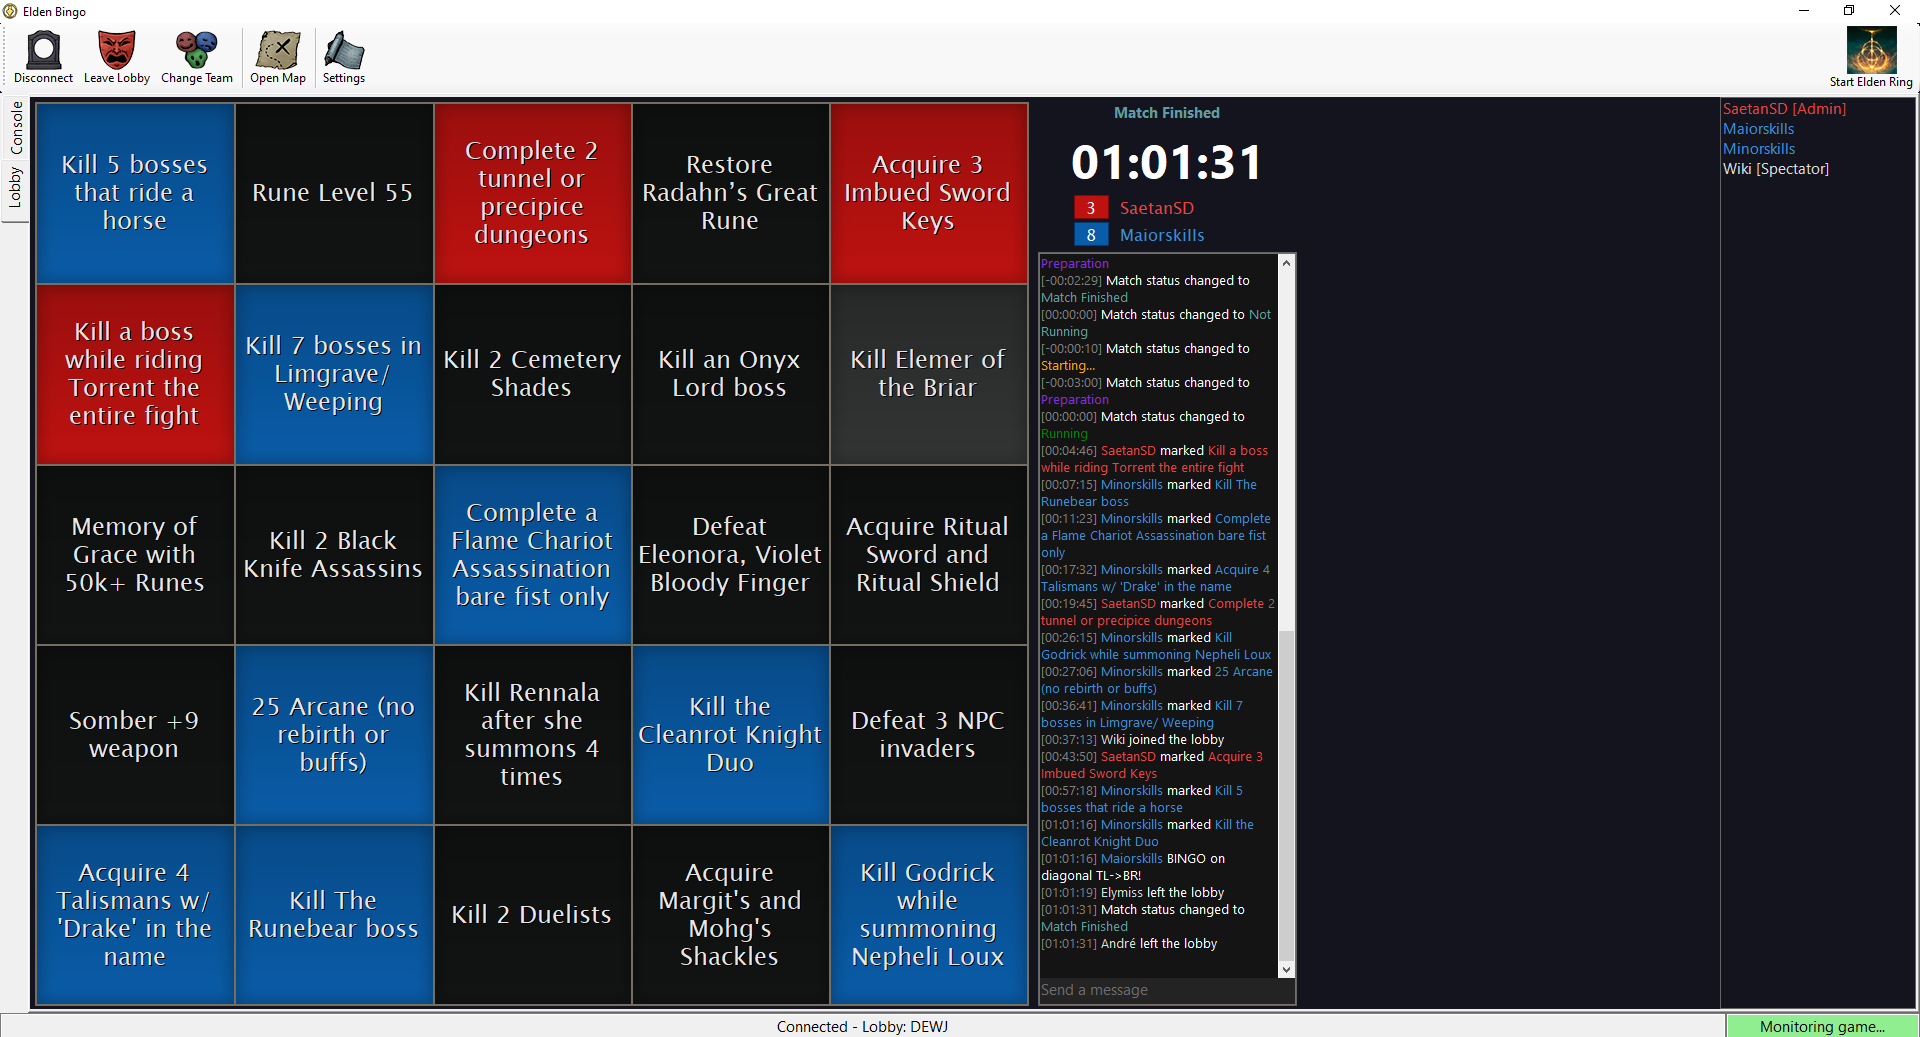 Elden Bingo
Disconnect
Leave Lobby
Change Team
Open Map
Settings
Start Elden Ring
Console
Lobby
Kill 5 bosses
that ride a
horse
Rune Level 55
Complete 2
tunnel or
precipice
dungeons
Restore
Radahn’s Great
Rune
Acquire 3
Imbued Sword
Keys
Kill a boss
while riding
Torrent the
entire fight
Kill 7 bosses in
Limgrave/
Weeping
Kill 2 Cemetery
Shades
Kill an Onyx
Lord boss
Kill Elemer of
the Briar
Memory of
Grace with
50k+ Runes
Kill 2 Black
Knife Assassins
Complete a
Flame Chariot
Assassination
bare fist only
Defeat
Eleonora, Violet
Bloody Finger
Acquire Ritual
Sword and
Ritual Shield
Somber +9
weapon
25 Arcane (no
rebirth or
buffs)
Kill Rennala
after she
summons 4
times
Kill the
Cleanrot Knight
Duo
Defeat 3 NPC
invaders
Acquire 4
Talismans w/
'Drake' in the
name
Kill The
Runebear boss
Kill 2 Duelists
Acquire
Margit's and
Mohg's
Shackles
Kill Godrick
while
summoning
Nepheli Loux
Match Finished
01:01:31
3 SaetanSD
8 Maiorskills
Preparation
[-00:02:29] Match status changed to
Match Finished
[00:00:00] Match status changed to Not
Running
[-00:00:10] Match status changed to
Starting...
[-00:03:00] Match status changed to
Preparation
[00:00:00] Match status changed to
Running
[00:04:46] SaetanSD marked Kill a boss
while riding Torrent the entire fight
[00:07:15] Minorskills marked Kill The
Runebear boss
[00:11:23] Minorskills marked Complete
a Flame Chariot Assassination bare fist
only
[00:17:32] Minorskills marked Acquire 4
Talismans w/ 'Drake' in the name
[00:19:45] SaetanSD marked Complete 2
tunnel or precipice dungeons
[00:26:15] Minorskills marked Kill
Godrick while summoning Nepheli Loux
[00:27:06] Minorskills marked 25 Arcane
(no rebirth or buffs)
[00:36:41] Minorskills marked Kill 7
bosses in Limgrave/ Weeping
[00:37:13] Wiki joined the lobby
[00:43:50] SaetanSD marked Acquire 3
Imbued Sword Keys
[00:57:18] Minorskills marked Kill 5
bosses that ride a horse
[01:01:16] Minorskills marked Kill the
Cleanrot Knight Duo
[01:01:16] Maiorskills BINGO on
diagonal TL->BR!
[01:01:19] Elymiss left the lobby
[01:01:31] Match status changed to
Match Finished
[01:01:31] André left the lobby
Send a message
SaetanSD [Admin]
Maiorskills
Minorskills
Wiki [Spectator]
Connected - Lobby: DEWJ
Monitoring game...